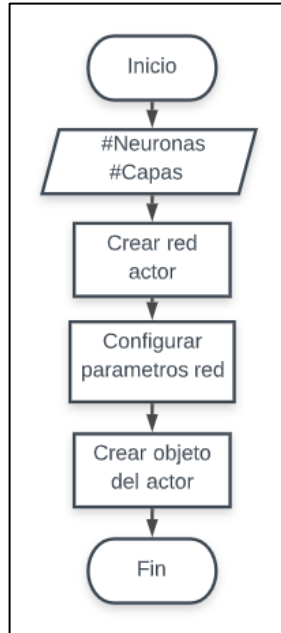 Inicio
#Neuronas
#Capas
Crear red
actor
Configurar
parametros red
Crear objeto
del actor
Fin